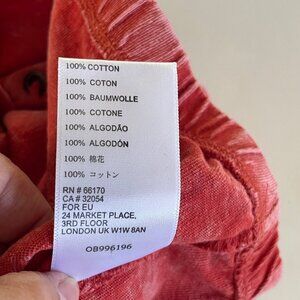 100% COTTON
100% COTON
100% BAUMWOLLE
100% COTONE
100% ALGODÃO
100% ALGODÓN
100% 棉花
100% コットン
RN # 66170
CA # 32054
FOR EU
24 MARKET PLACE,
3RD FLOOR
LONDON UK W1W 8AN
OB996196